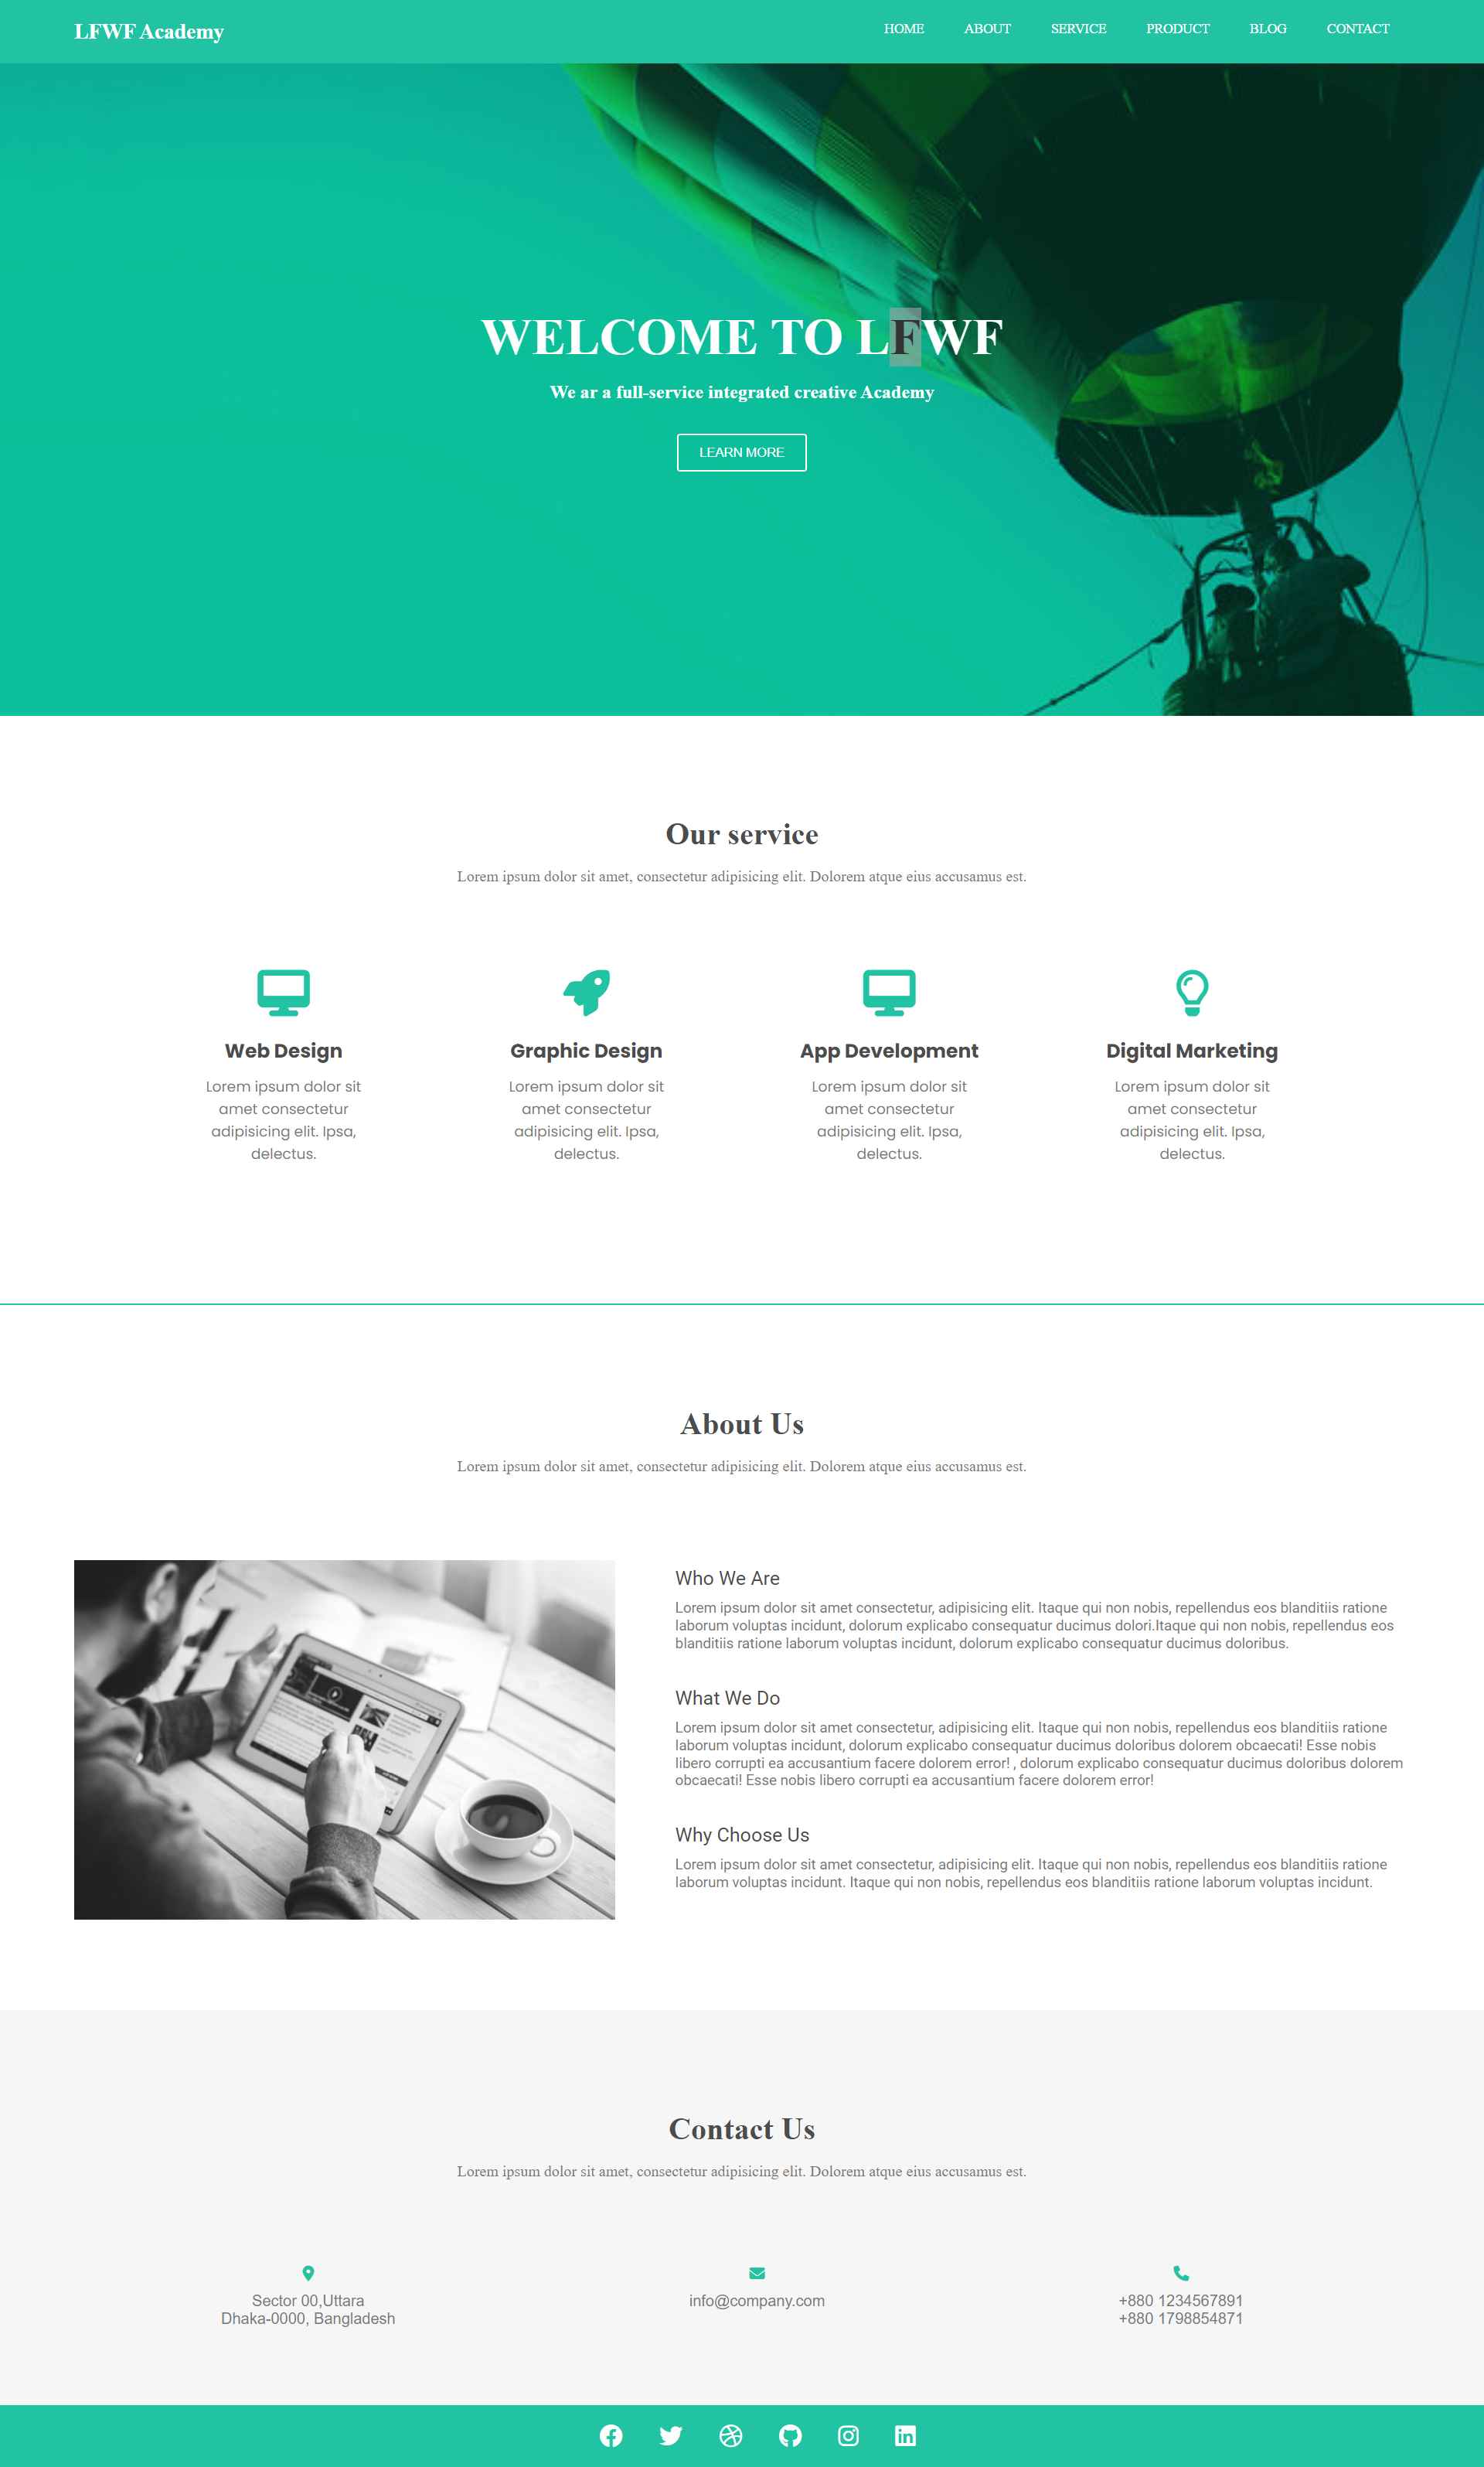 LFWF Academy
HOME ABOUT SERVICE PRODUCT BLOG CONTACT
WELCOME TO LFWF
We ar a full-service integrated creative Academy
LEARN MORE
Our service
Lorem ipsum dolor sit amet, consectetur adipisicing elit. Dolorem atque eius accusamus est.
Web Design
Lorem ipsum dolor sit
amet consectetur
adipisicing elit. Ipsa,
delectus.
Graphic Design
Lorem ipsum dolor sit
amet consectetur
adipisicing elit. Ipsa,
delectus.
App Development
Lorem ipsum dolor sit
amet consectetur
adipisicing elit. Ipsa,
delectus.
Digital Marketing
Lorem ipsum dolor sit
amet consectetur
adipisicing elit. Ipsa,
delectus.
About Us
Lorem ipsum dolor sit amet, consectetur adipisicing elit. Dolorem atque eius accusamus est.
Who We Are
Lorem ipsum dolor sit amet consectetur, adipisicing elit. Itaque qui non nobis, repellendus eos blanditiis ratione
laborum voluptas incidunt, dolorum explicabo consequatur ducimus dolori.Itaque qui non nobis, repellendus eos
blanditiis ratione laborum voluptas incidunt, dolorum explicabo consequatur ducimus doloribus.
What We Do
Lorem ipsum dolor sit amet consectetur, adipisicing elit. Itaque qui non nobis, repellendus eos blanditiis ratione
laborum voluptas incidunt, dolorum explicabo consequatur ducimus doloribus dolorem obcaecati! Esse nobis
libero corrupti ea accusantium facere dolorem error! , dolorum explicabo consequatur ducimus doloribus dolorem
obcaecati! Esse nobis libero corrupti ea accusantium facere dolorem error!
Why Choose Us
Lorem ipsum dolor sit amet consectetur, adipisicing elit. Itaque qui non nobis, repellendus eos blanditiis ratione
laborum voluptas incidunt. Itaque qui non nobis, repellendus eos blanditiis ratione laborum voluptas incidunt.
Contact Us
Lorem ipsum dolor sit amet, consectetur adipisicing elit. Dolorem atque eius accusamus est.
Sector 00,Uttara
Dhaka-0000, Bangladesh
info@company.com
+880 1234567891
+880 1798854871